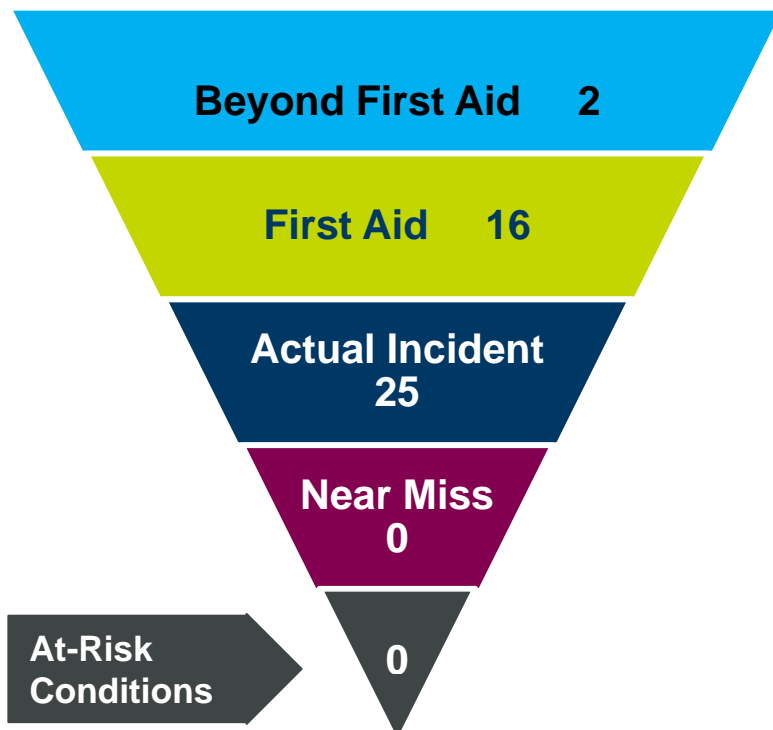 Beyond First Aid 2
First Aid 16
Actual Incident
25
Near Miss
0
At-Risk
Conditions
0